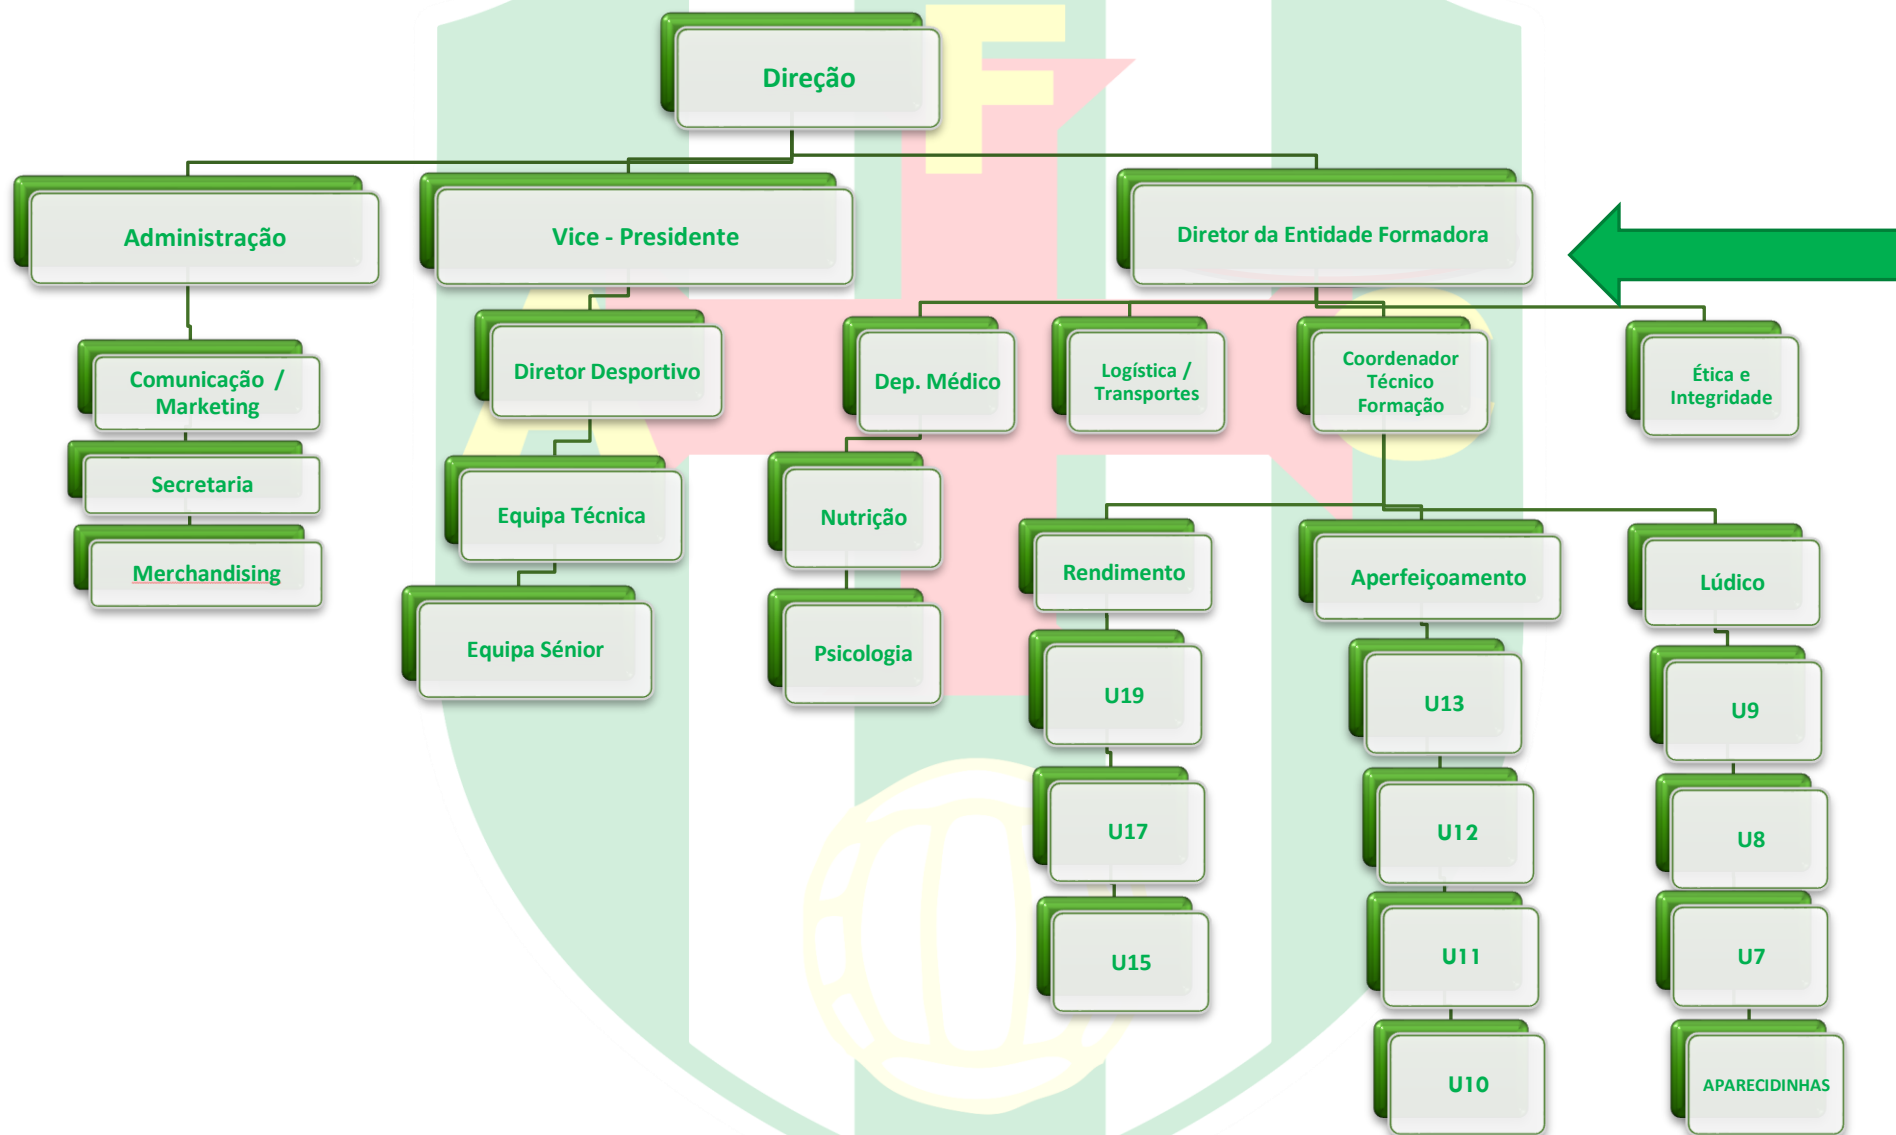 F
Direção
Administração
Vice - Presidente
Diretor da Entidade Formadora
A
C
Comunicação /
Marketing
Secretaria
Merchandising
Diretor Desportivo
Equipa Técnica
Equipa Sénior
Dep. Médico
Nutrição
Psicologia
Logística /
Transportes
Coordenador
Técnico
Formação
Ética e
Integridade
Rendimento
U19
U17
U15
Aperfeiçoamento
U13
U12
U11
U10
Lúdico
U9
U8
U7
APARECIDINHAS